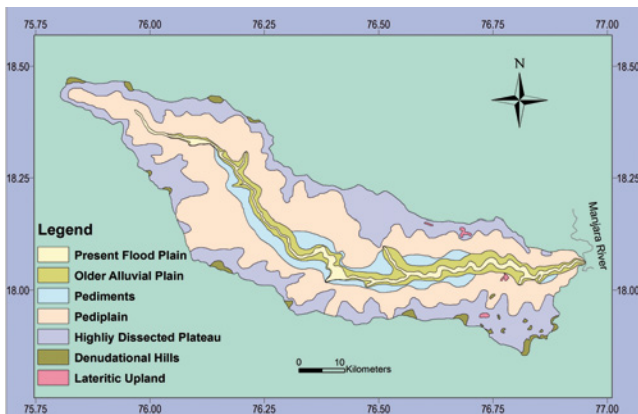 75.75 76.00 76.25 76.50 76.75 77.00
18.50 18.50
N
18.25 18.25
Manjara River
Legend
Present Flood Plain
Older Alluvial Plain
Pediments
18.00 18.00
Pediplain
Highliy Dissected Plateau
Denudational Hills
0 10
Kilometers
Lateritic Upland
75.75 76.00 76.25 76.50 76.75 77.00